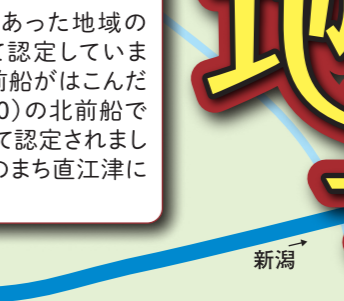 あった地域の
て認定していま
前船がはこんだ
0)の北前船で
て認定されまし
のまち直江津に
地
新潟